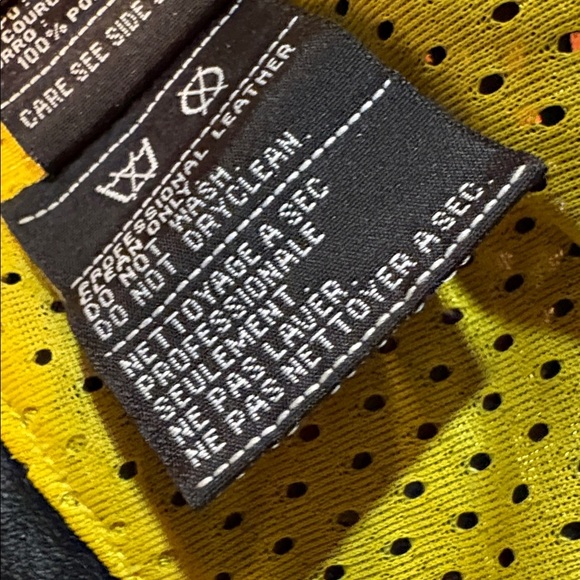 COURO
100% PO
CARE SEE SIDE
PROFESSIONAL LEATHER
CLEAN ONLY
DO NOT WASH.
DO NOT DRYCLEAN.
NETTOYAGE A SEC
PROFESSIONALE
SEULEMENT.
NE PAS LAVER.
NE PAS NETTOYER A SEC.